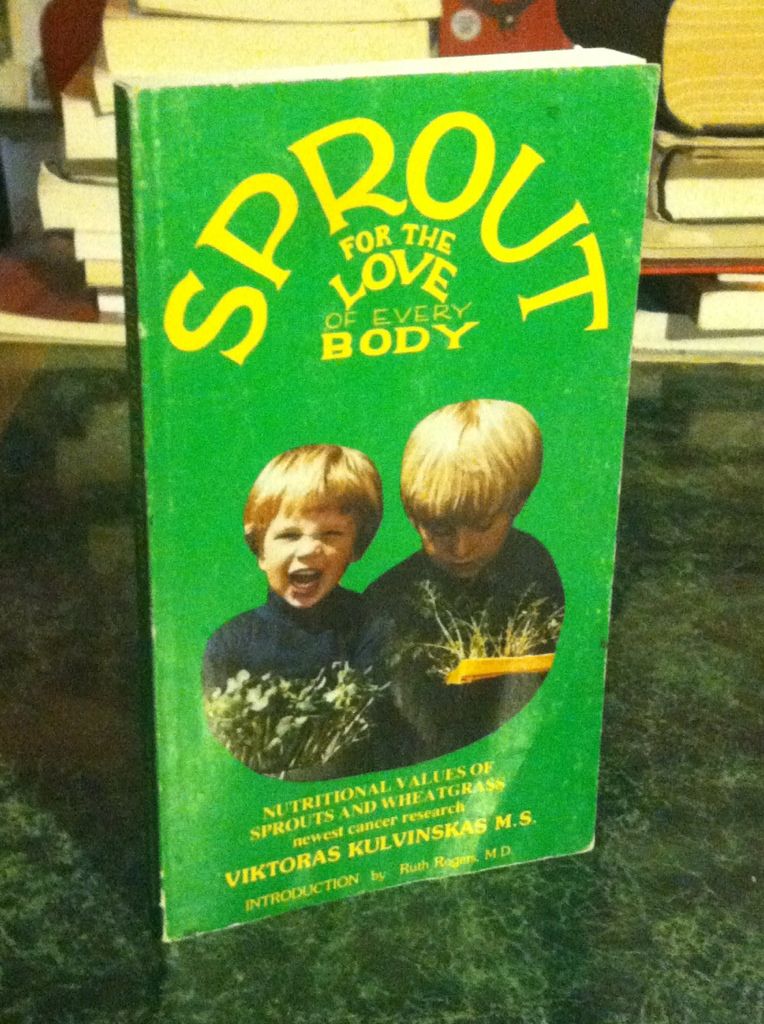 SPROUT
FOR THE
LOVE
OF EVERY
BODY
NUTRITIONAL VALUES OF
SPROUTS AND WHEATGRASS
newest cancer research
VIKTORAS KULVINSKAS M.S.
INTRODUCTION by Ruth Rogers, M.D.